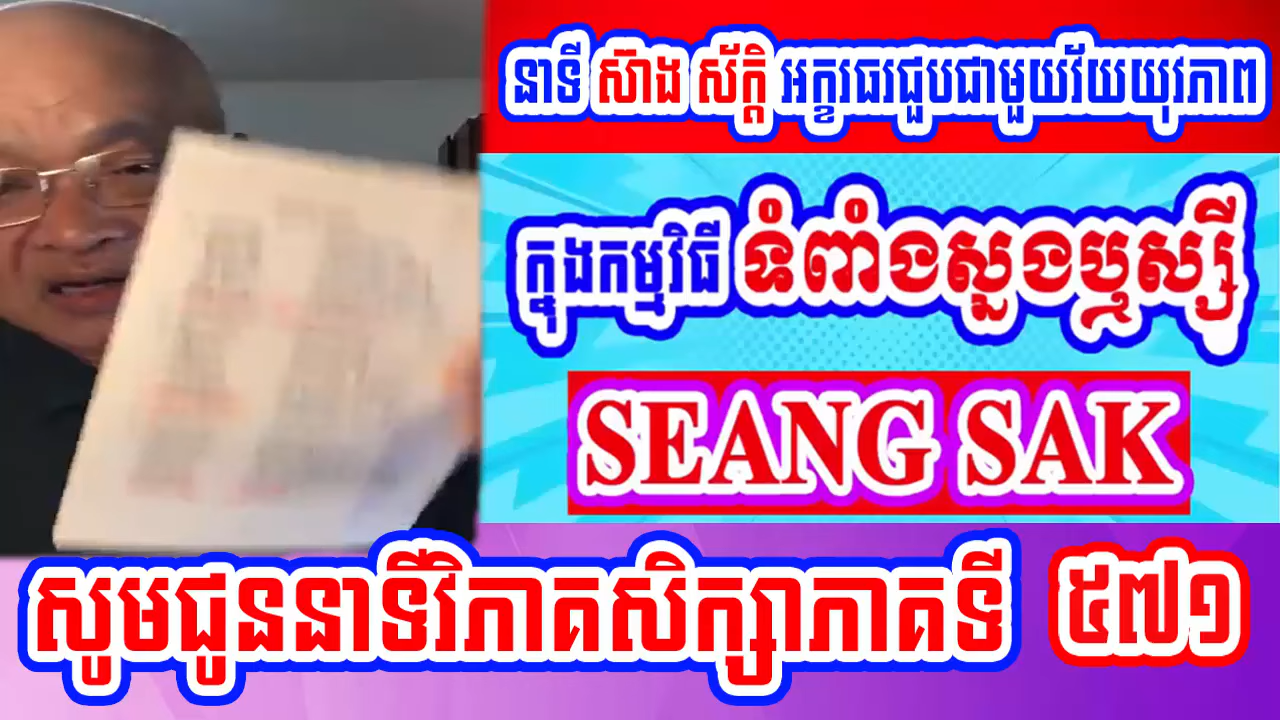 នាទី ស៊ាង ស័ក្តិ អក្ខរធរជួបជាមួយវ័យយុវភាព
ក្នុងកម្មវិធី ទំពាំងស្នងឬស្សី
SEANG SAK
សូមជូននាទីវិភាគសិក្សាភាគទី ៥៧១